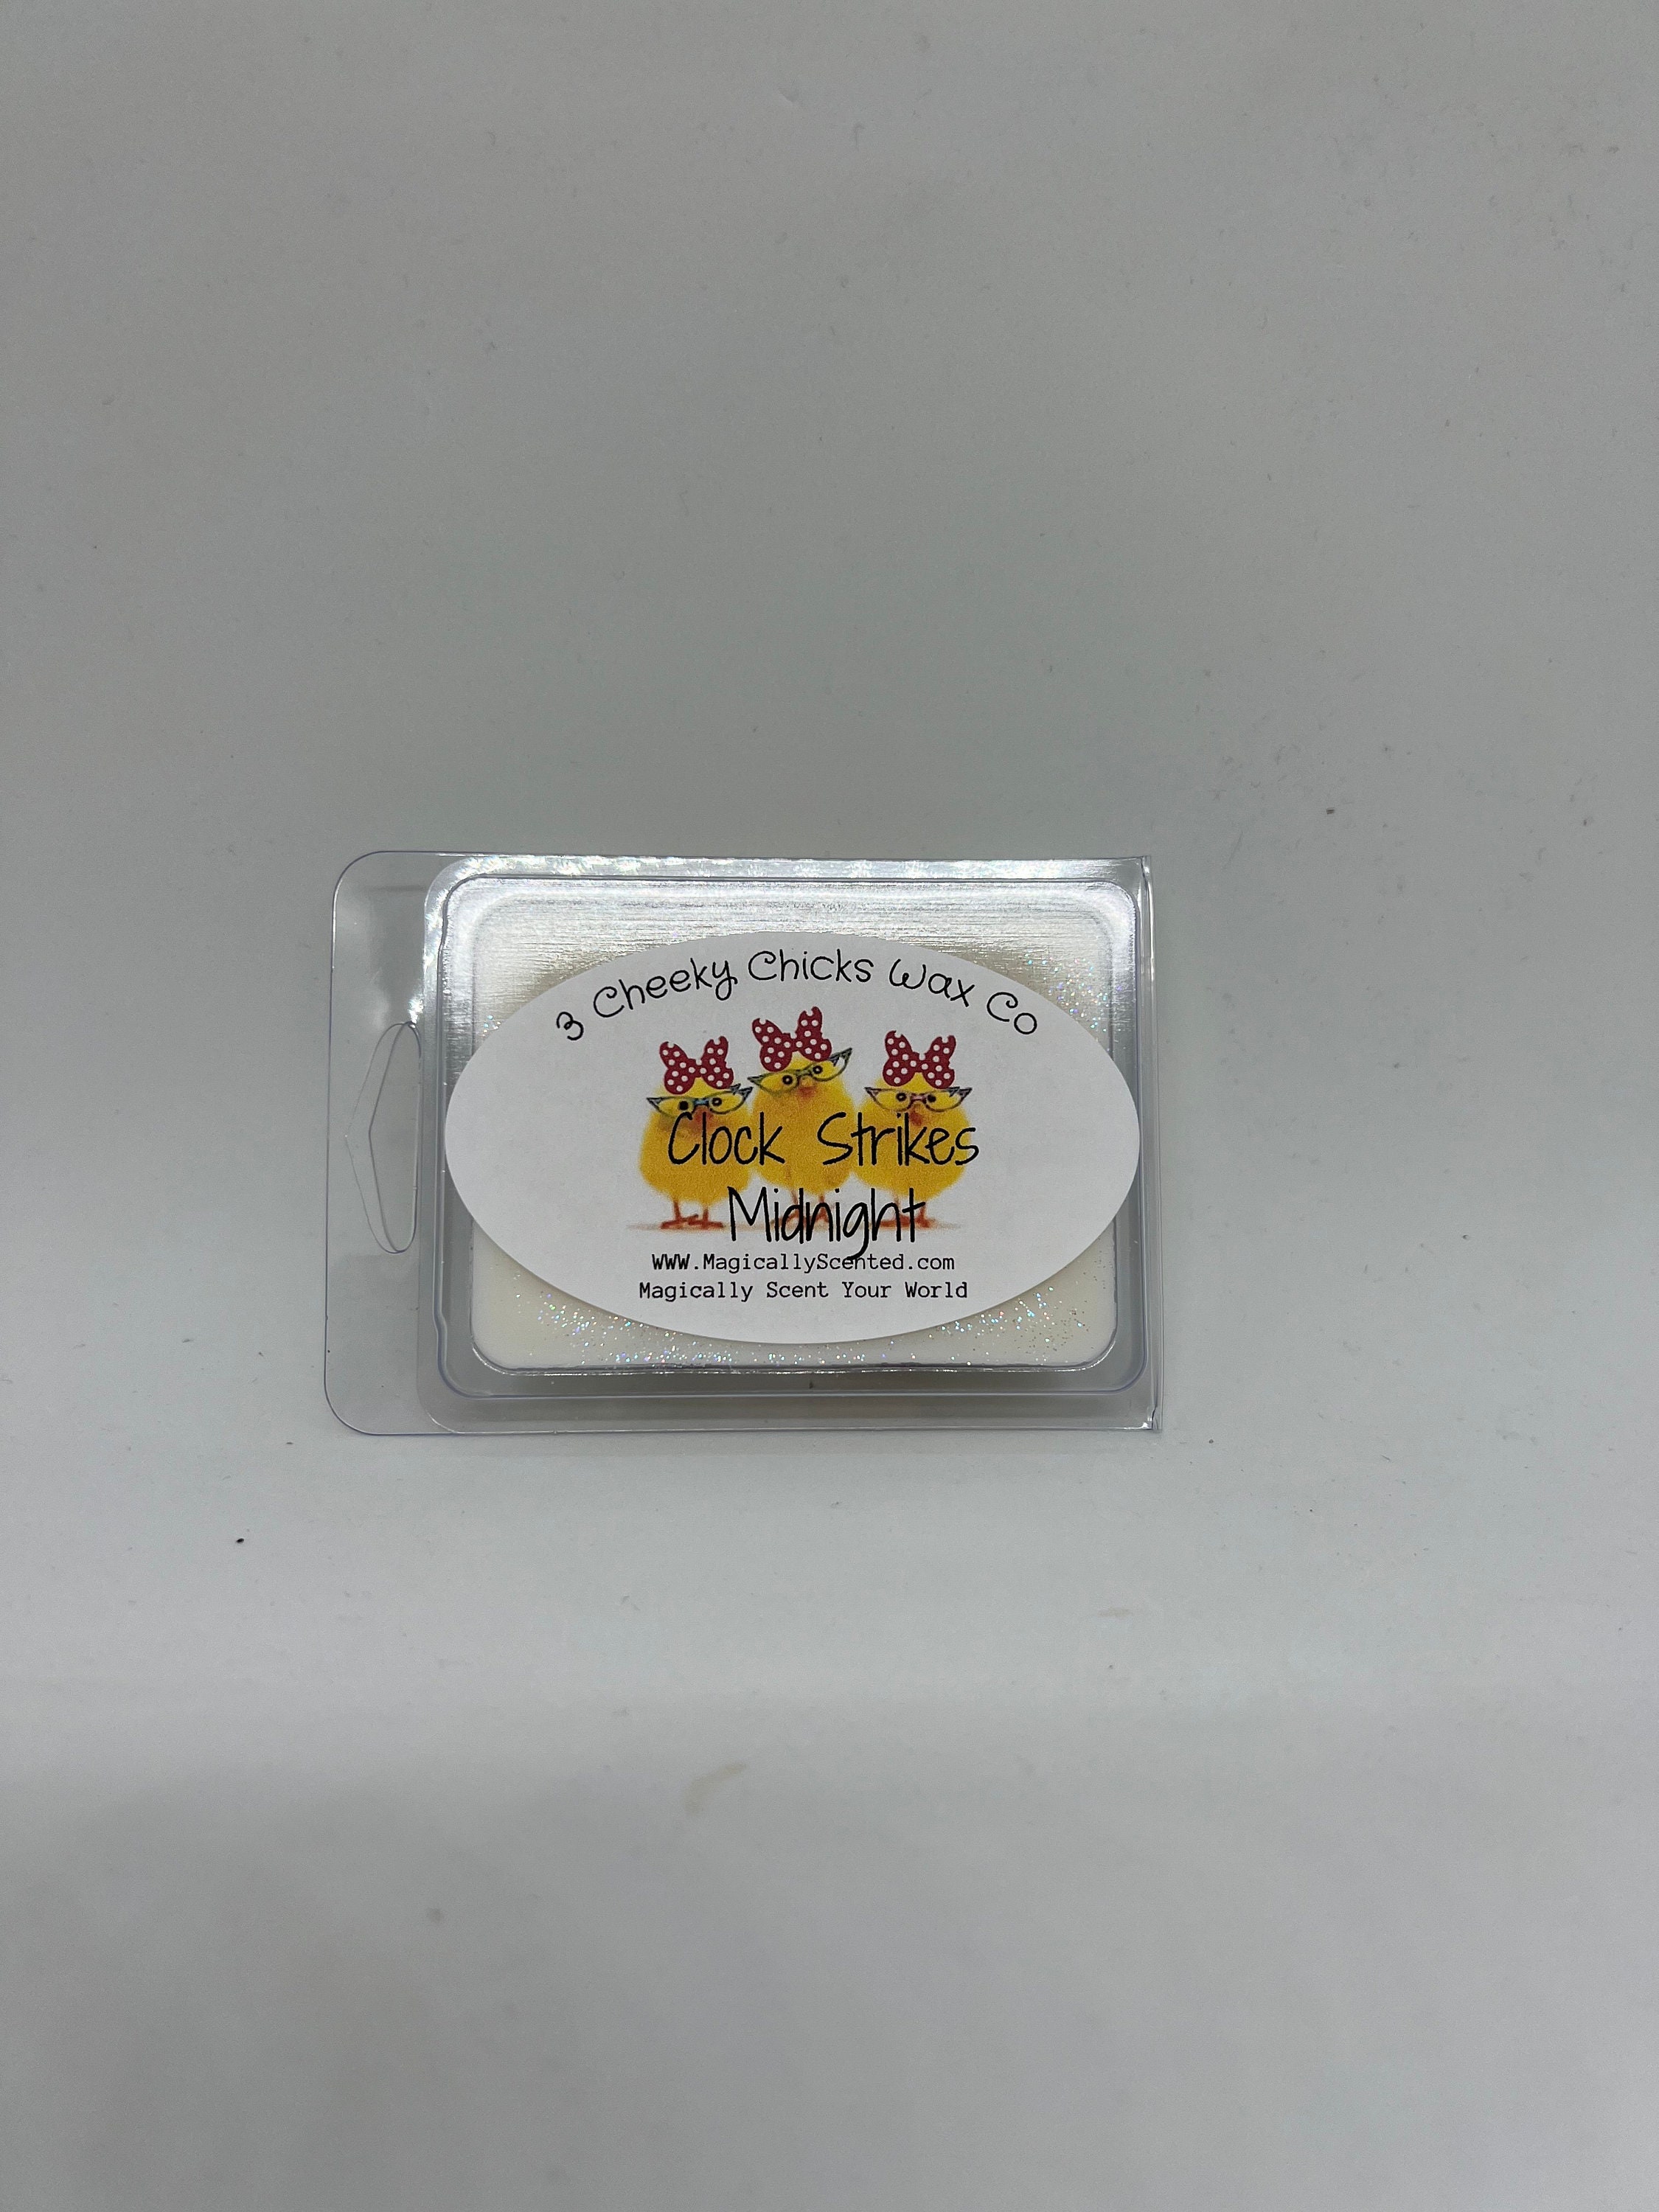 3 Cheeky Chicks Wax Co
Clock Strikes
Midnight
WWW.MagicallyScented.com
Magically Scent Your World